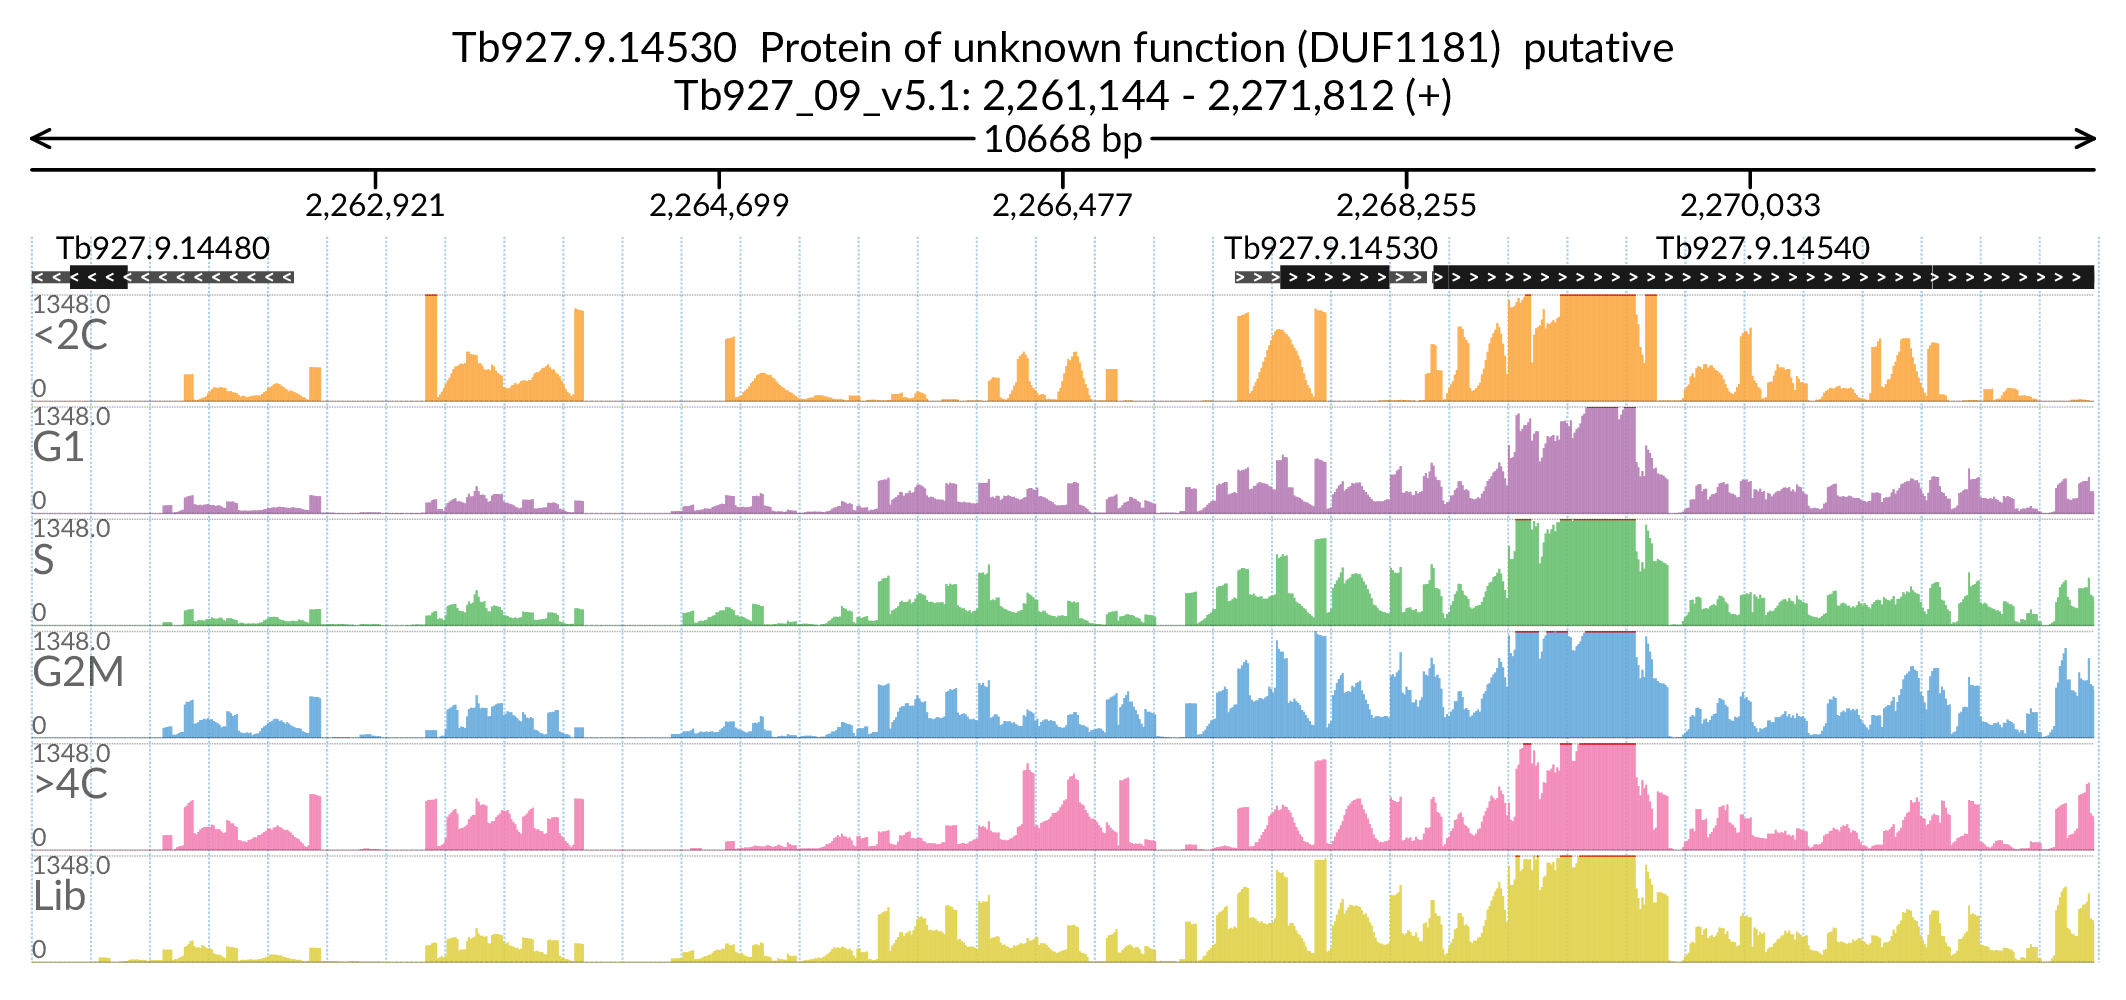 Tb927.9.14530 Protein of unknown function (DUF1181) putative
Tb927_09_v5.1: 2,261,144 - 2,271,812 (+)
10668 bp
2,262,921 2,264,699 2,266,477 2,268,255 2,270,033
Tb927.9.14480 Tb927.9.14530 Tb927.9.14540
1348.0
<2C
0
1348.0
G1
0
1348.0
S
0
1348.0
G2M
0
1348.0
>4C
0
1348.0
Lib
0